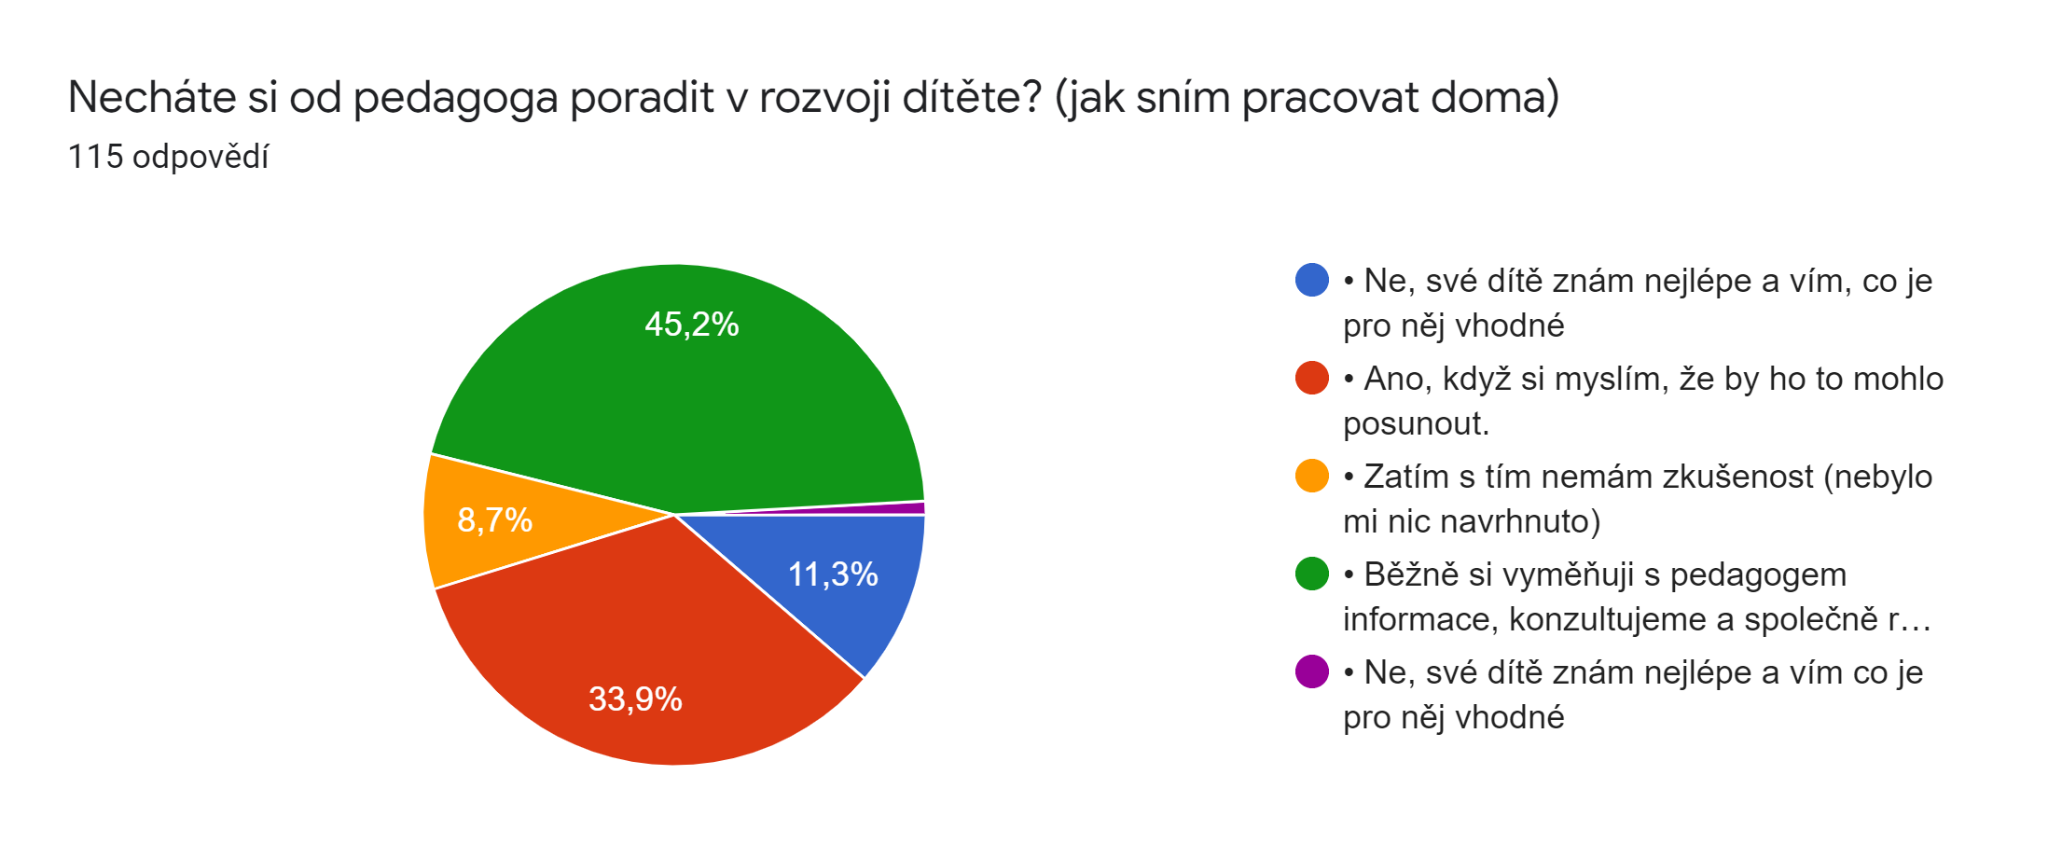 Necháte si od pedagoga poradit v rozvoji dítěte? (jak sním pracovat doma)
115 odpovědí
45,2%
8,7%
11,3%
33,9%
• Ne, své dítě znám nejlépe a vím, co je
pro něj vhodné
• Ano, když si myslím, že by ho to mohlo
posunout.
• Zatím s tím nemám zkušenost (nebylo
mi nic navrhnuto)
• Běžně si vyměňuji s pedagogem
informace, konzultujeme a společně r…
• Ne, své dítě znám nejlépe a vím co je
pro něj vhodné